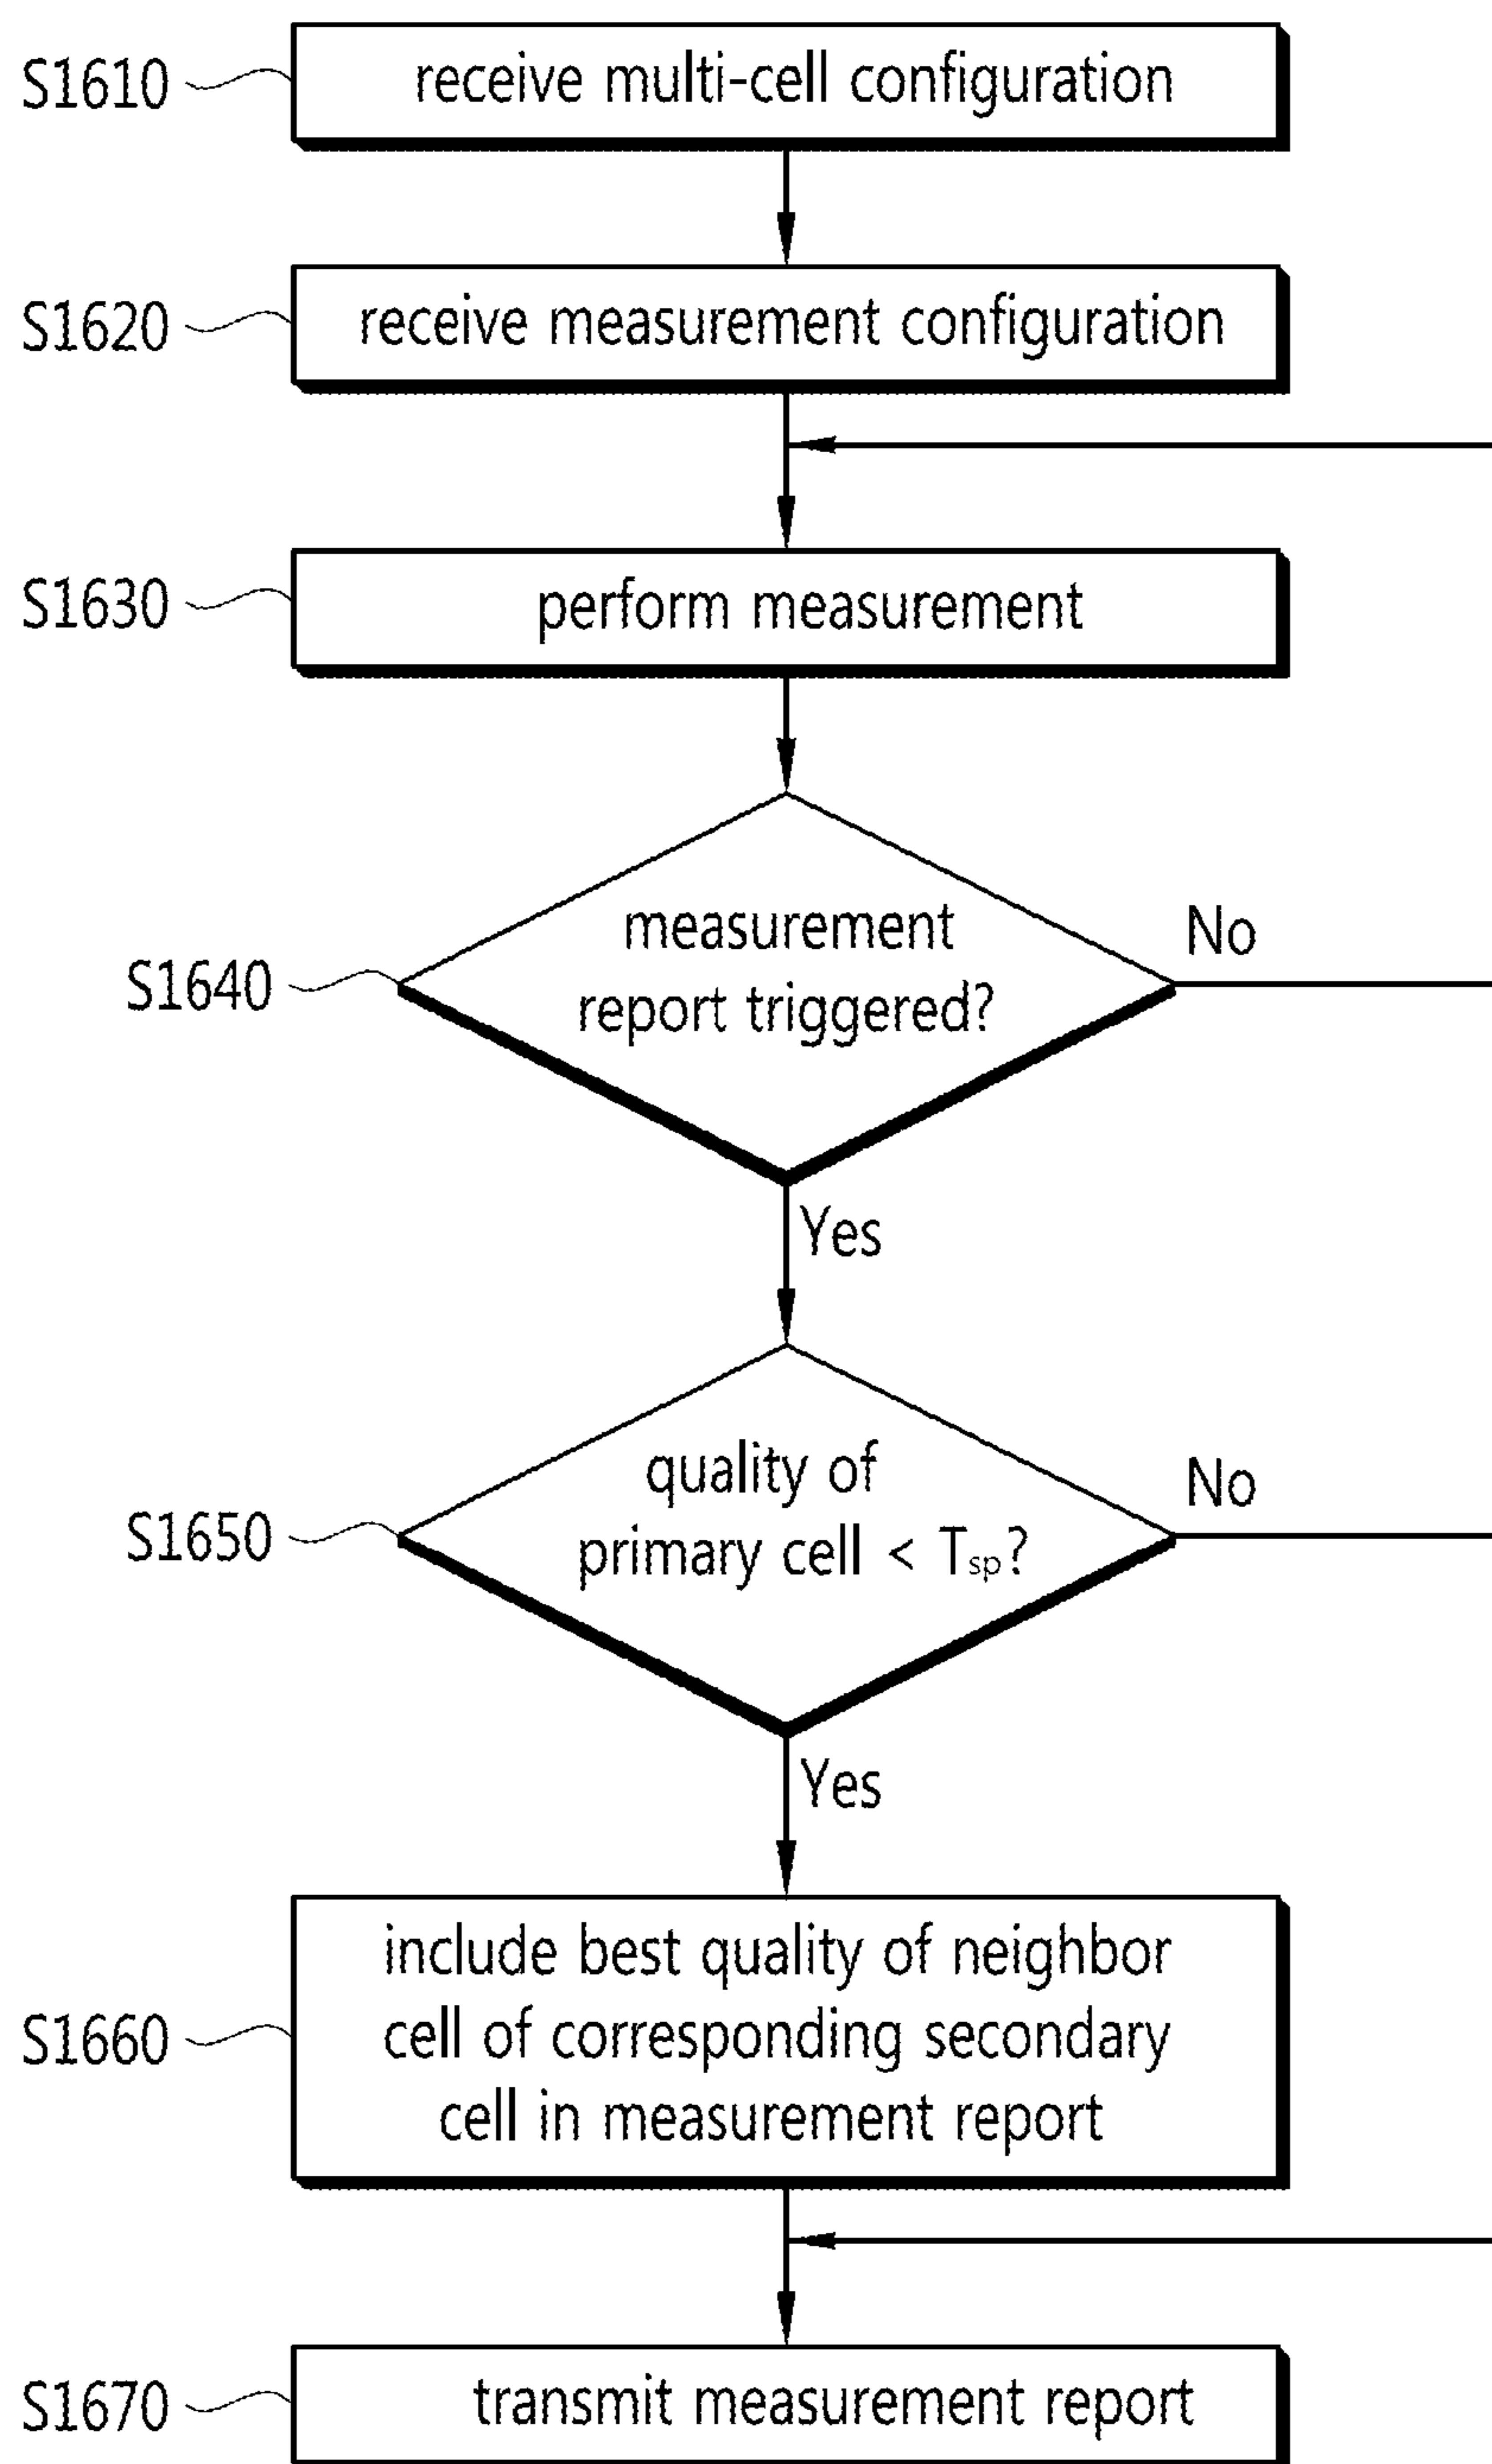 S1610
receive multi-cell configuration
S1620
receive measurement configuration
S1630
perform measurement
S1640
measurement
report triggered?
No
Yes
S1650
quality of
primary cell < Tsp?
No
Yes
S1660
include best quality of neighbor
cell of corresponding secondary
cell in measurement report
S1670
transmit measurement report